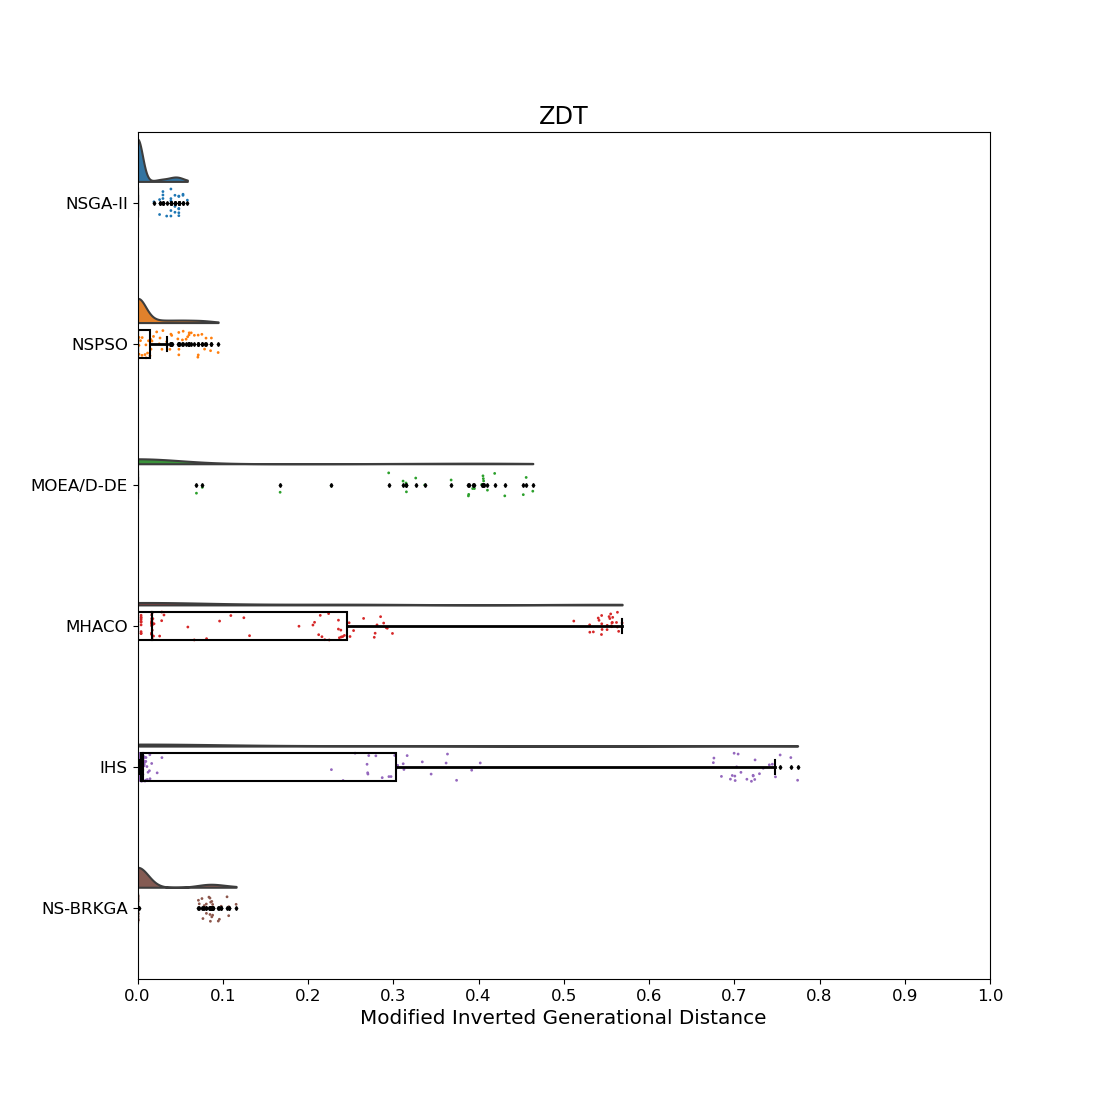 ZDT
NSGA-II
NSPSO
MOEA/D-DE
MHACO
IHS
NS-BRKGA
0.0 0.1 0.2 0.3 0.4 0.5 0.6 0.7 0.8 0.9 1.0
Modified Inverted Generational Distance